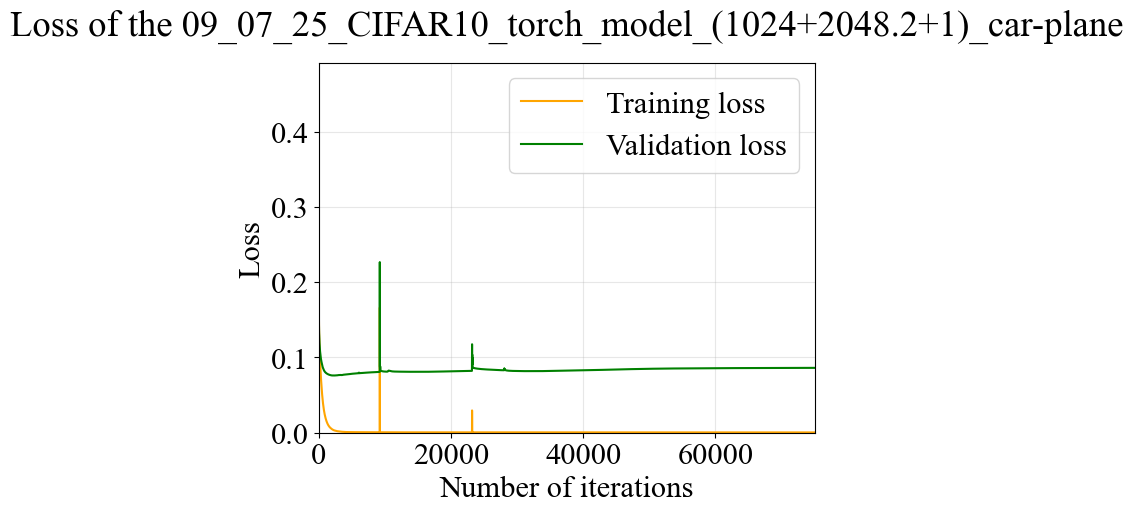 Loss of the 09_07_25_CIFAR10_torch_model_(1024+2048.2+1)_car-plane
Training loss
Validation loss
0.4
0.3
0.2
0.1
0.0
Loss
0 20000 40000 60000
Number of iterations